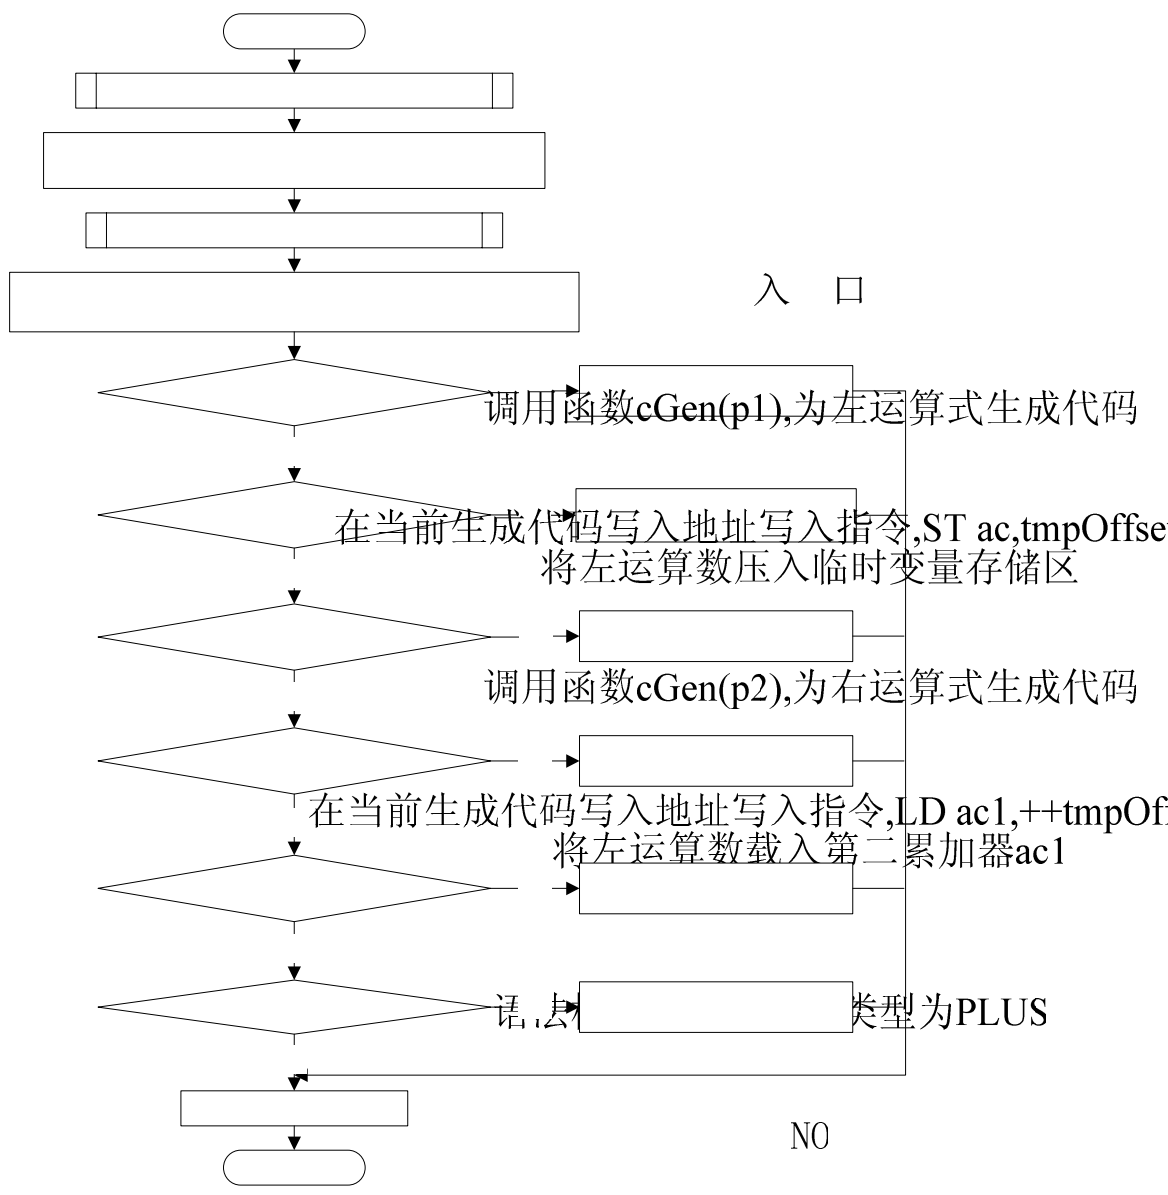 入 口
调用函数cGen(p1),为左运算式生成代码
在当前生成代码写入地址写入指令,ST ac,tmpOffse
将左运算数压入临时变量存储区
调用函数cGen(p2),为右运算式生成代码
在当前生成代码写入地址写入指令,LD ac1,++tmpOf
将左运算数载入第二累加器ac1
语法 类型为PLUS
NO